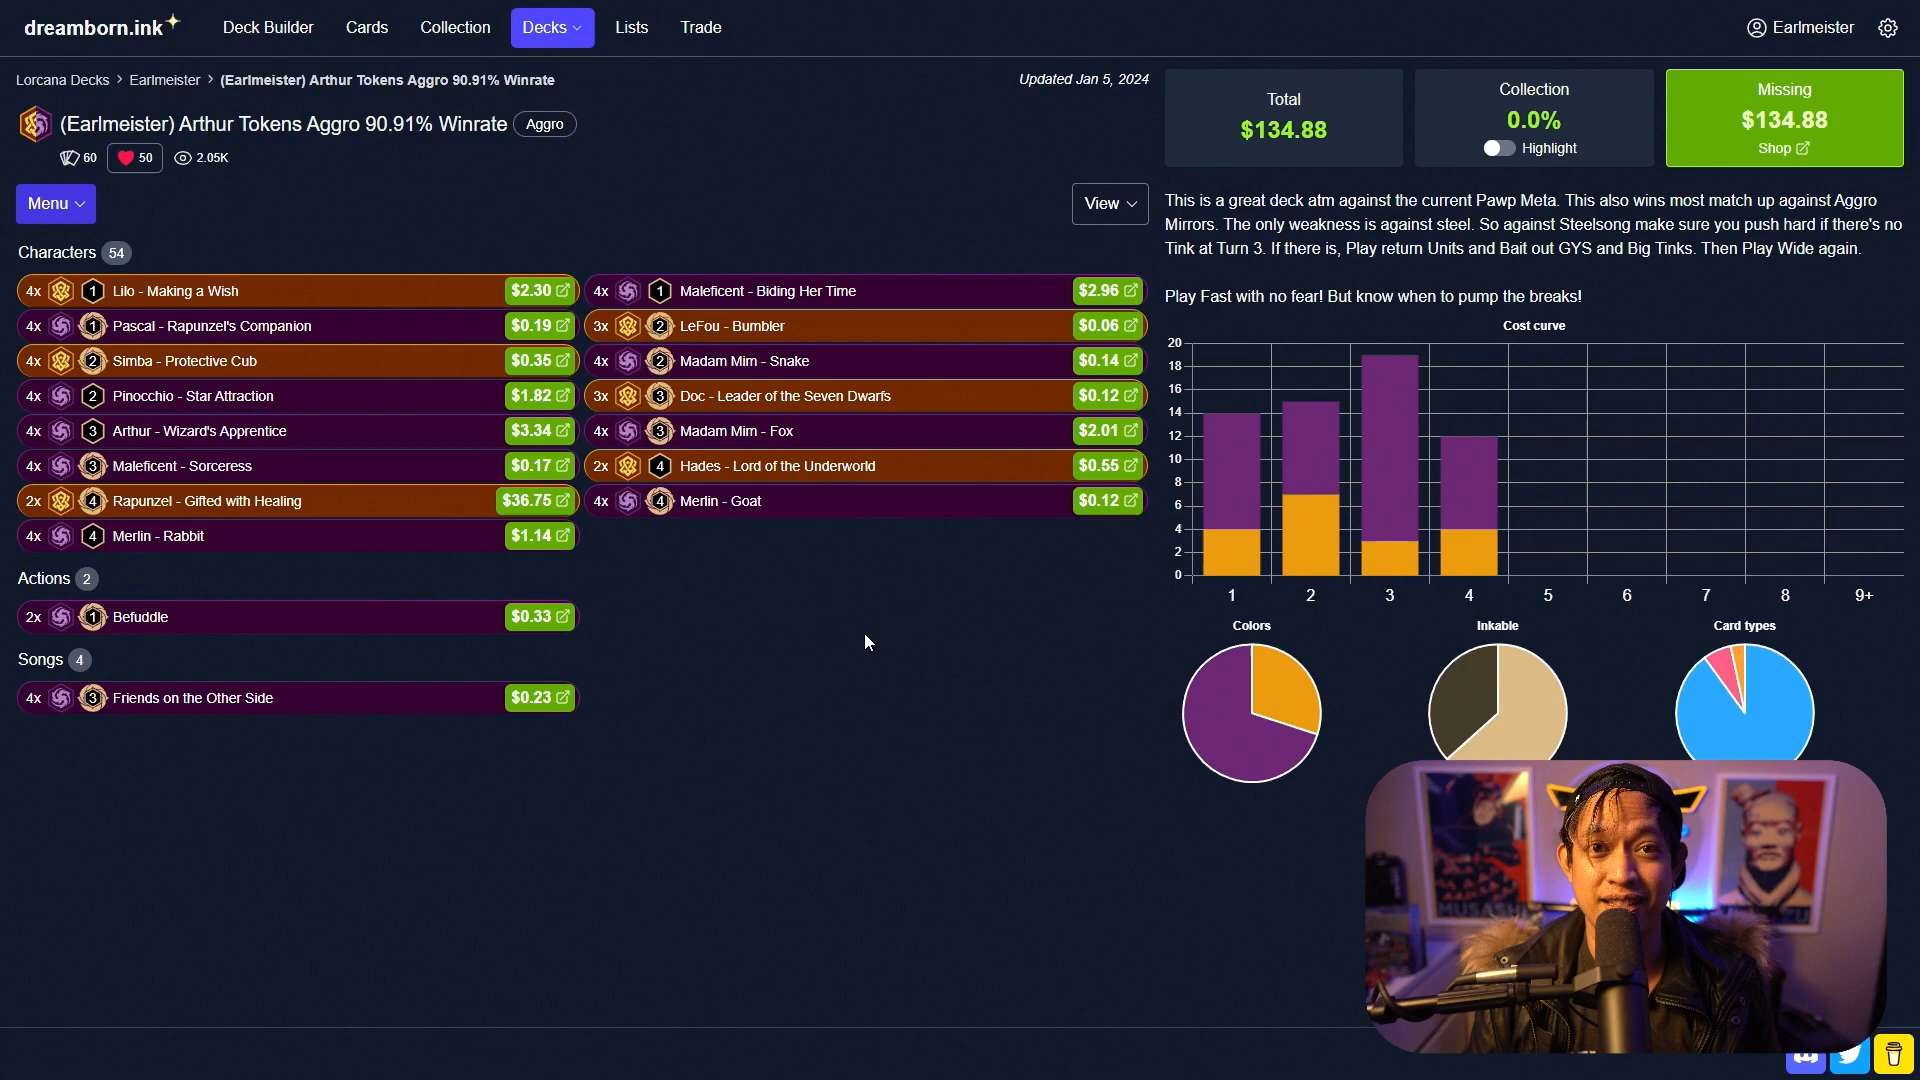 dreamborn.ink
Deck Builder
Cards
Collection
Decks
Lists
Trade
Earlmeister
Lorcana Decks > Earlmeister > (Earlmeister) Arthur Tokens Aggro 90.91% Winrate
Updated Jan 5, 2024
(Earlmeister) Arthur Tokens Aggro 90.91% Winrate
Aggro
60
50
2.05K
Menu
View
Characters 54
4x 1 Lilo - Making a Wish $2.30
4x 1 Pascal - Rapunzel's Companion $0.19
4x 2 Simba - Protective Cub $0.35
4x 2 Pinocchio - Star Attraction $1.82
4x 3 Arthur - Wizard's Apprentice $3.34
4x 3 Maleficent - Sorceress $0.17
2x 4 Rapunzel - Gifted with Healing $36.75
4x 4 Merlin - Rabbit $1.14
4x 1 Maleficent - Biding Her Time $2.96
3x 2 LeFou - Bumbler $0.06
4x 2 Madam Mim - Snake $0.14
3x 3 Doc - Leader of the Seven Dwarfs $0.12
4x 3 Madam Mim - Fox $2.01
2x 4 Hades - Lord of the Underworld $0.55
4x 4 Merlin - Goat $0.12
Actions 2
2x 1 Befuddle $0.33
Songs 4
4x 3 Friends on the Other Side $0.23
Total
$134.88
Collection
0.0%
Highlight
Missing
$134.88
Shop
This is a great deck atm against the current Pawp Meta. This also wins most match up against Aggro
Mirrors. The only weakness is against steel. So against Steelsong make sure you push hard if there's no
Tink at Turn 3. If there is, Play return Units and Bait out GYS and Big Tinks. Then Play Wide again.
Play Fast with no fear! But know when to pump the breaks!
Cost curve
20
18
16
14
12
10
8
6
4
2
0
1 2 3 4 5 6 7 8 9+
Colors
Inkable
Card types
MUSASHI